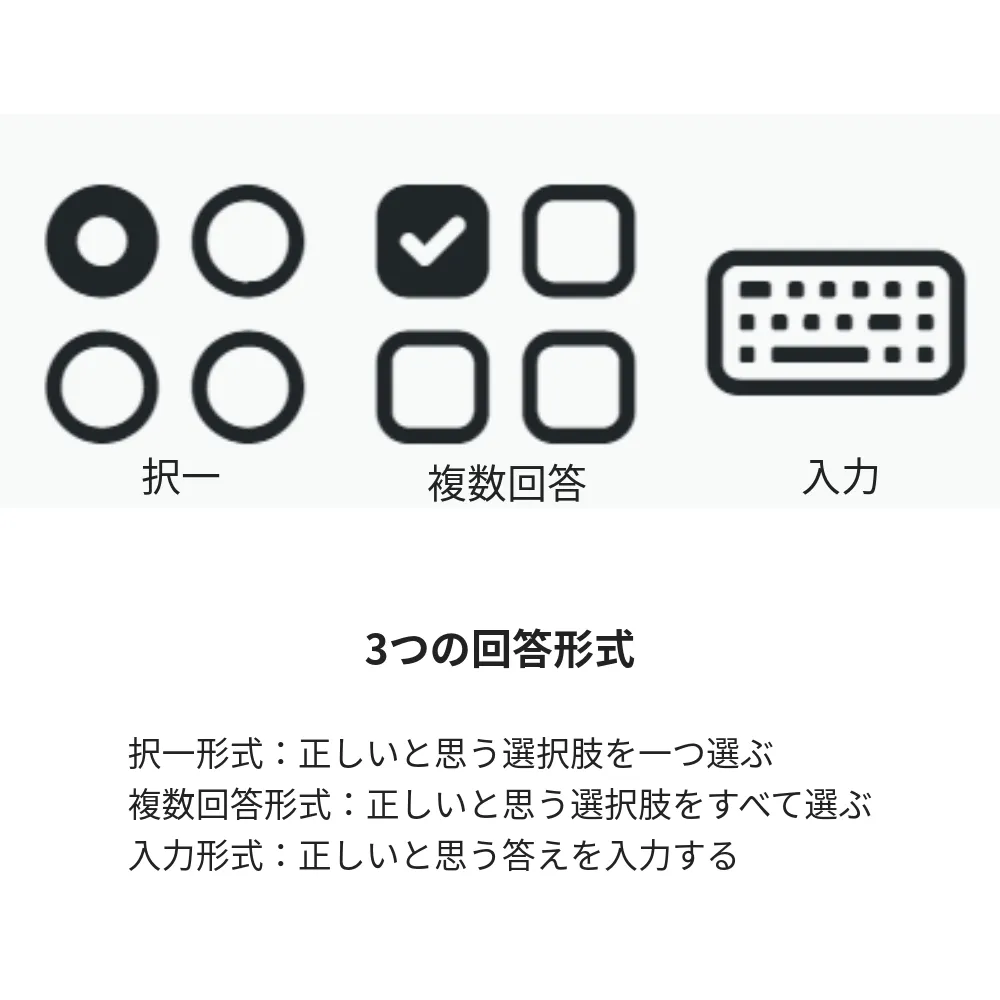 択一
複数回答
入力
3つの回答形式
択一形式：正しいと思う選択肢を一つ選ぶ
複数回答形式：正しいと思う選択肢をすべて選ぶ
入力形式：正しいと思う答えを入力する